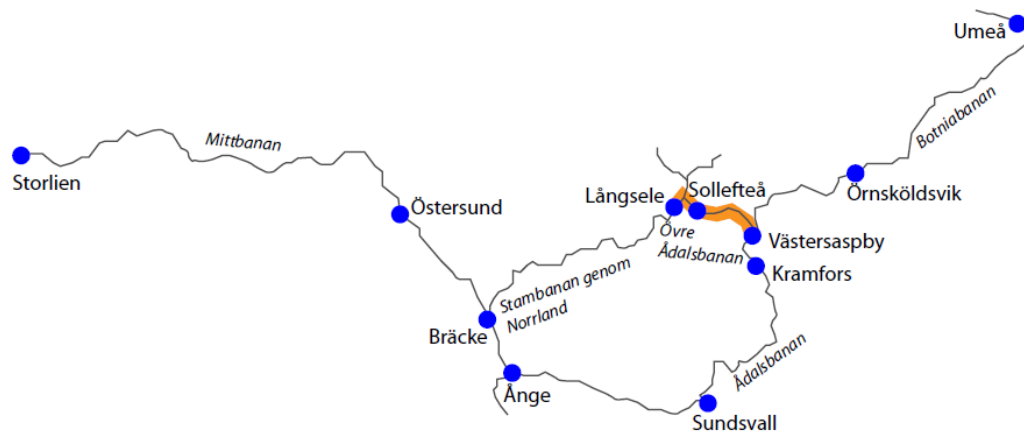 Umeå
Botniabanan
Mittbanan
Storlien
Långsele
Sollefteå
Örnsköldsvik
Östersund
Övre
Ådalsbanan
Västersaspby
Kramfors
Stambanan genom
Norrland
Bräcke
Ådalsbanan
Ånge
Sundsvall